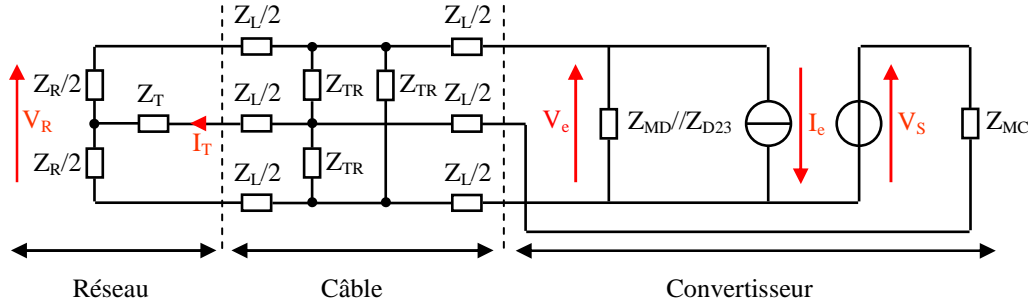 Z_L/2 Z_L/2
Z_R/2 Z_T Z_L/2 Z_TR Z_TR Z_L/2
V_R I_T V_e Z_MD//Z_D23 I_e V_S Z_MC
Z_R/2 Z_L/2 Z_TR Z_L/2
Réseau Câble Convertisseur